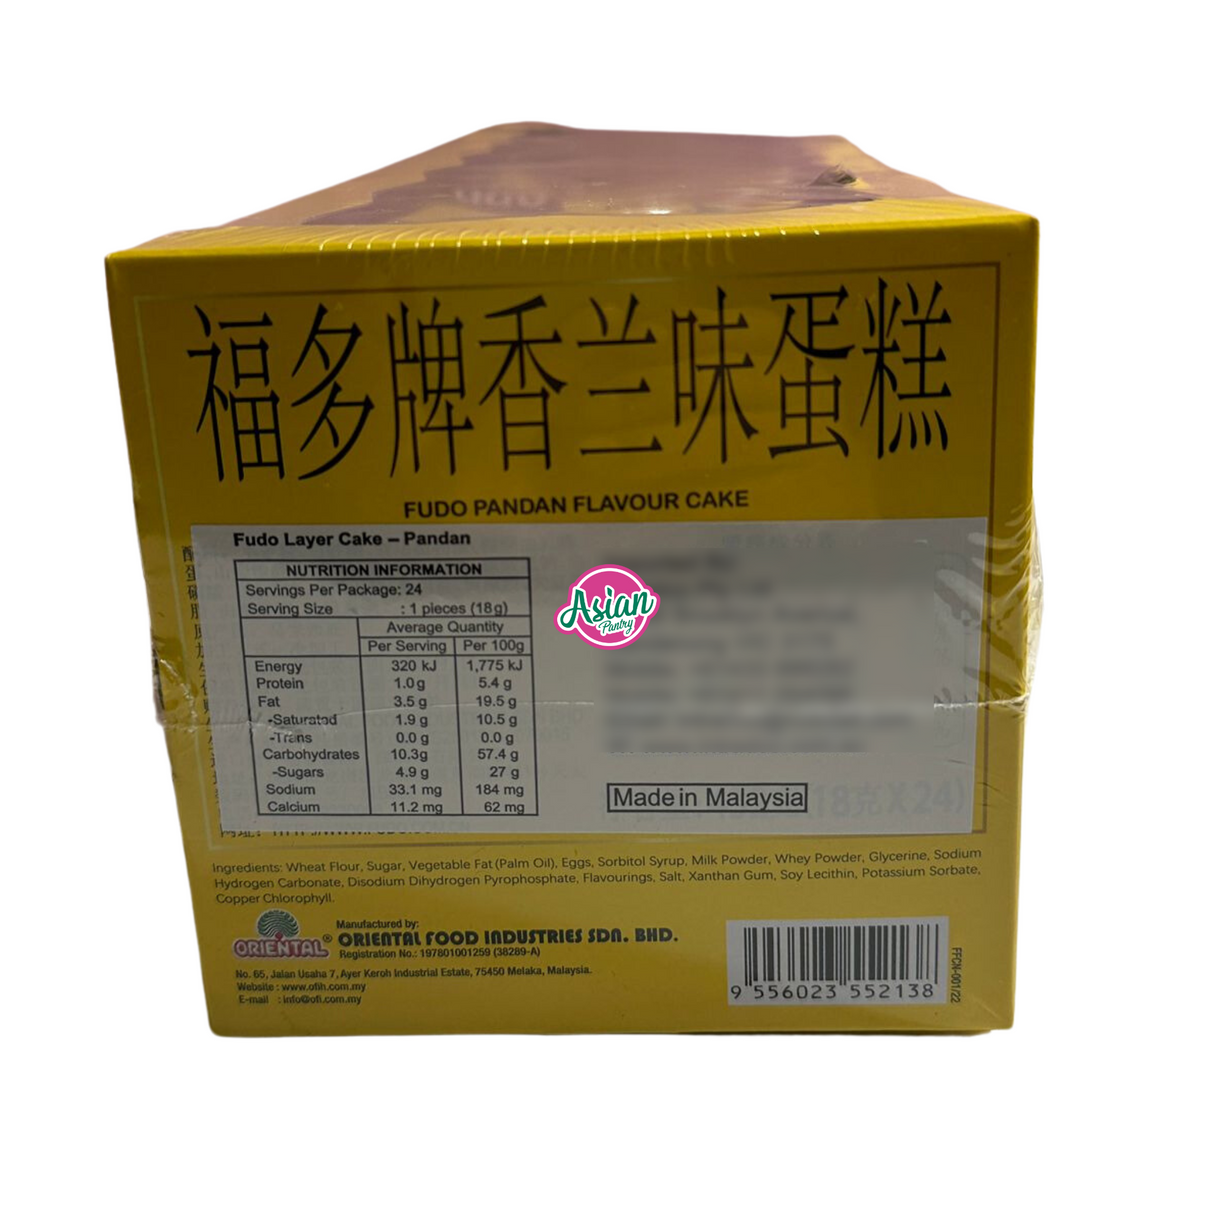 福多牌香兰味蛋糕
FUDO PANDAN FLAVOUR CAKE
Fudo Layer Cake – Pandan
NUTRITION INFORMATION
Servings Per Package: 24
Serving Size : 1 pieces (18g)
Average Quantity
Per Serving Per 100g
Energy 320 kJ 1,775 kJ
Protein 1.0g 5.4 g
Fat 3.5 g 19.5 g
-Saturated 1.9 g 10.5 g
-Trans 0.0 g 0.0 g
Carbohydrates 10.3g 57.4 g
-Sugars 4.9 g 27 g
Sodium 33.1 mg 184 mg
Calcium 11.2 mg 62 mg
Asian
Pantry
Made in Malaysia
18克X24)
Ingredients: Wheat Flour, Sugar, Vegetable Fat (Palm Oil), Eggs, Sorbitol Syrup, Milk Powder, Whey Powder, Glycerine, Sodium
Hydrogen Carbonate, Disodium Dihydrogen Pyrophosphate, Flavourings, Salt, Xanthan Gum, Soy Lecithin, Potassium Sorbate,
Copper Chlorophyll.
ORIENTAL®
Manufactured by:
ORIENTAL FOOD INDUSTRIES SDN. BHD.
Registration No.: 197801001259 (38289-A)
No. 65, Jalan Usaha 7, Ayer Keroh Industrial Estate, 75450 Melaka, Malaysia.
Website : www.ofih.com.my
E-mail : info@ofi.com.my
9 556023 552138
FFCN-001/22